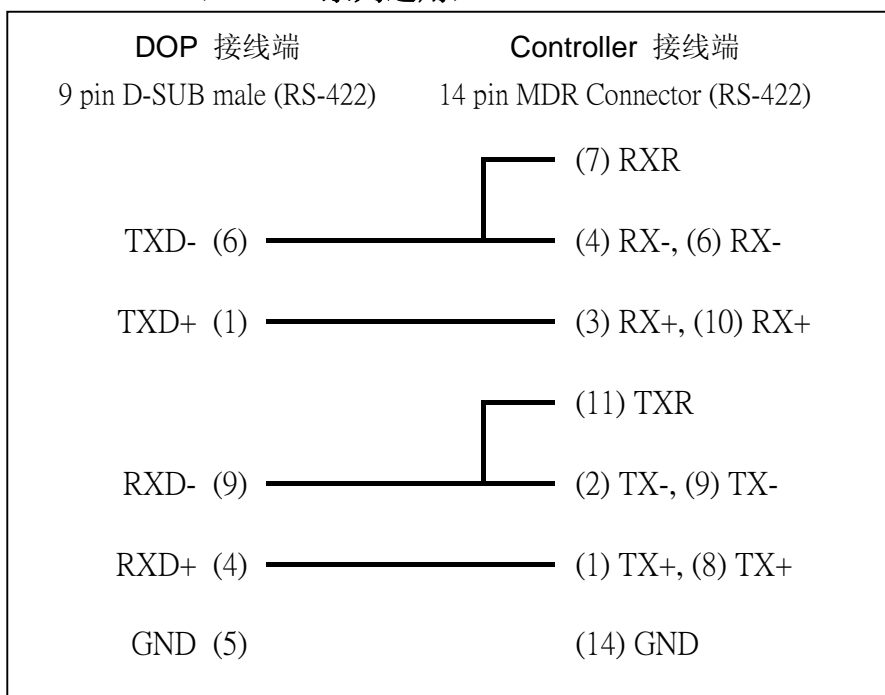 DOP 接线端 Controller 接线端
9 pin D-SUB male (RS-422) 14 pin MDR Connector (RS-422)
(7) RXR
TXD- (6) (4) RX-, (6) RX-
TXD+ (1) (3) RX+, (10) RX+
(11) TXR
RXD- (9) (2) TX-, (9) TX-
RXD+ (4) (1) TX+, (8) TX+
GND (5) (14) GND